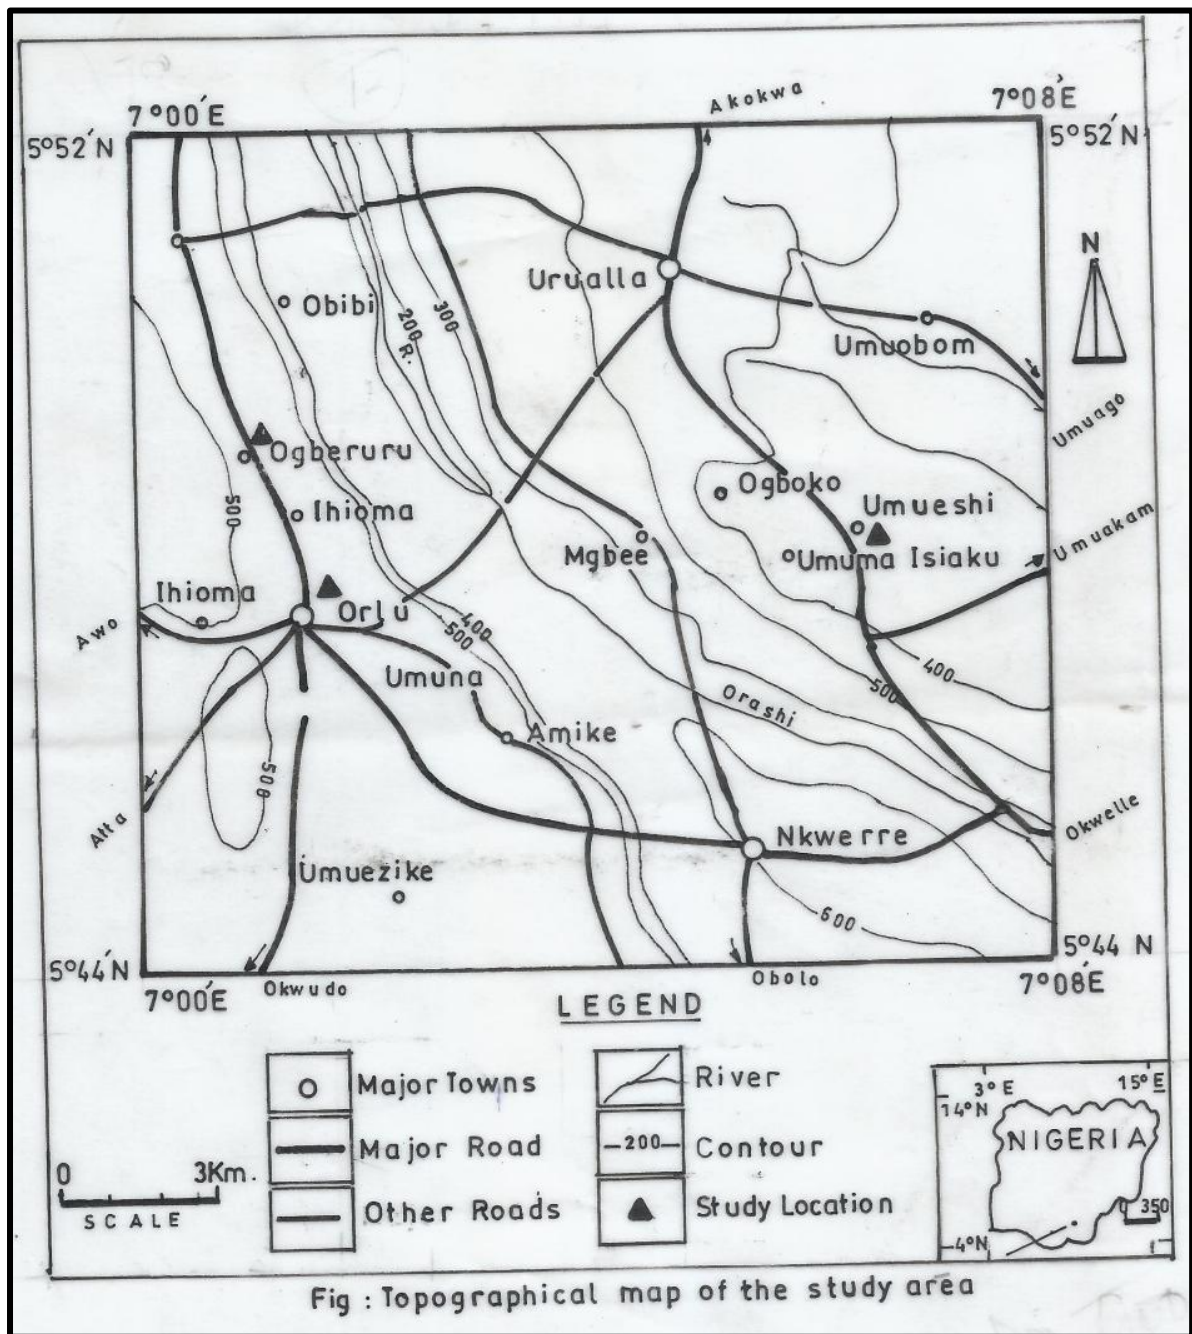 Akokwa
7°00'E
7°08'E
5°52'N
5°52'N
N
Urualla
Obibi
300
200
R.
Umuobom
Umuago
Ogberuru
Ogboko
500
Ihioma
Umueshi
Umuakam
Mgbee
Umuma Isiaku
Ihioma
Orlu
Awo
400
500
Umuna
400
500
Orashi
Amike
500
Atta
Okwelle
Nkwerre
Umuezike
600
5°44'N
5°44 N
7°00'E
Okwudo
Obolo
7°08'E
LEGEND
Major Towns
River
3°E
15°E
14°N
NIGERIA
Major Road
200
Contour
0
3Km.
SCALE
Other Roads
Study Location
0
350
4°N
Fig : Topographical map of the study area